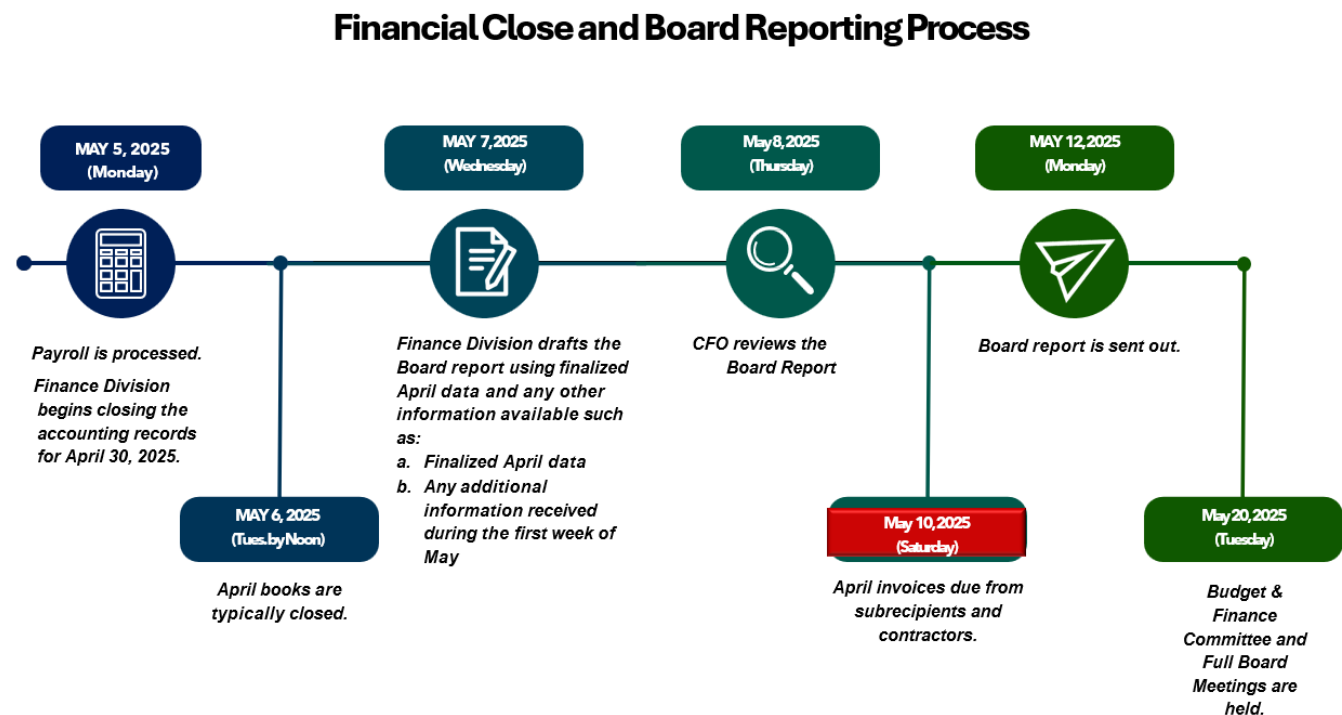 Financial Close and Board Reporting Process
MAY 5, 2025
(Monday)
Payroll is processed.
Finance Division
begins closing the
accounting records
for April 30, 2025.
MAY 6, 2025
(Tues.by Noon)
April books are
typically closed.
MAY 7,2025
(Wednesday)
Finance Division drafts the
Board report using finalized
April data and any other
information available such
as:
a. Finalized April data
b. Any additional
information received
during the first week of
May
May 8, 2025
(Thursday)
CFO reviews the
Board Report
May 10, 2025
(Saturday)
April invoices due from
subrecipients and
contractors.
MAY 12, 2025
(Monday)
Board report is sent out.
May 20, 2025
(Tuesday)
Budget &
Finance
Committee and
Full Board
Meetings are
held.